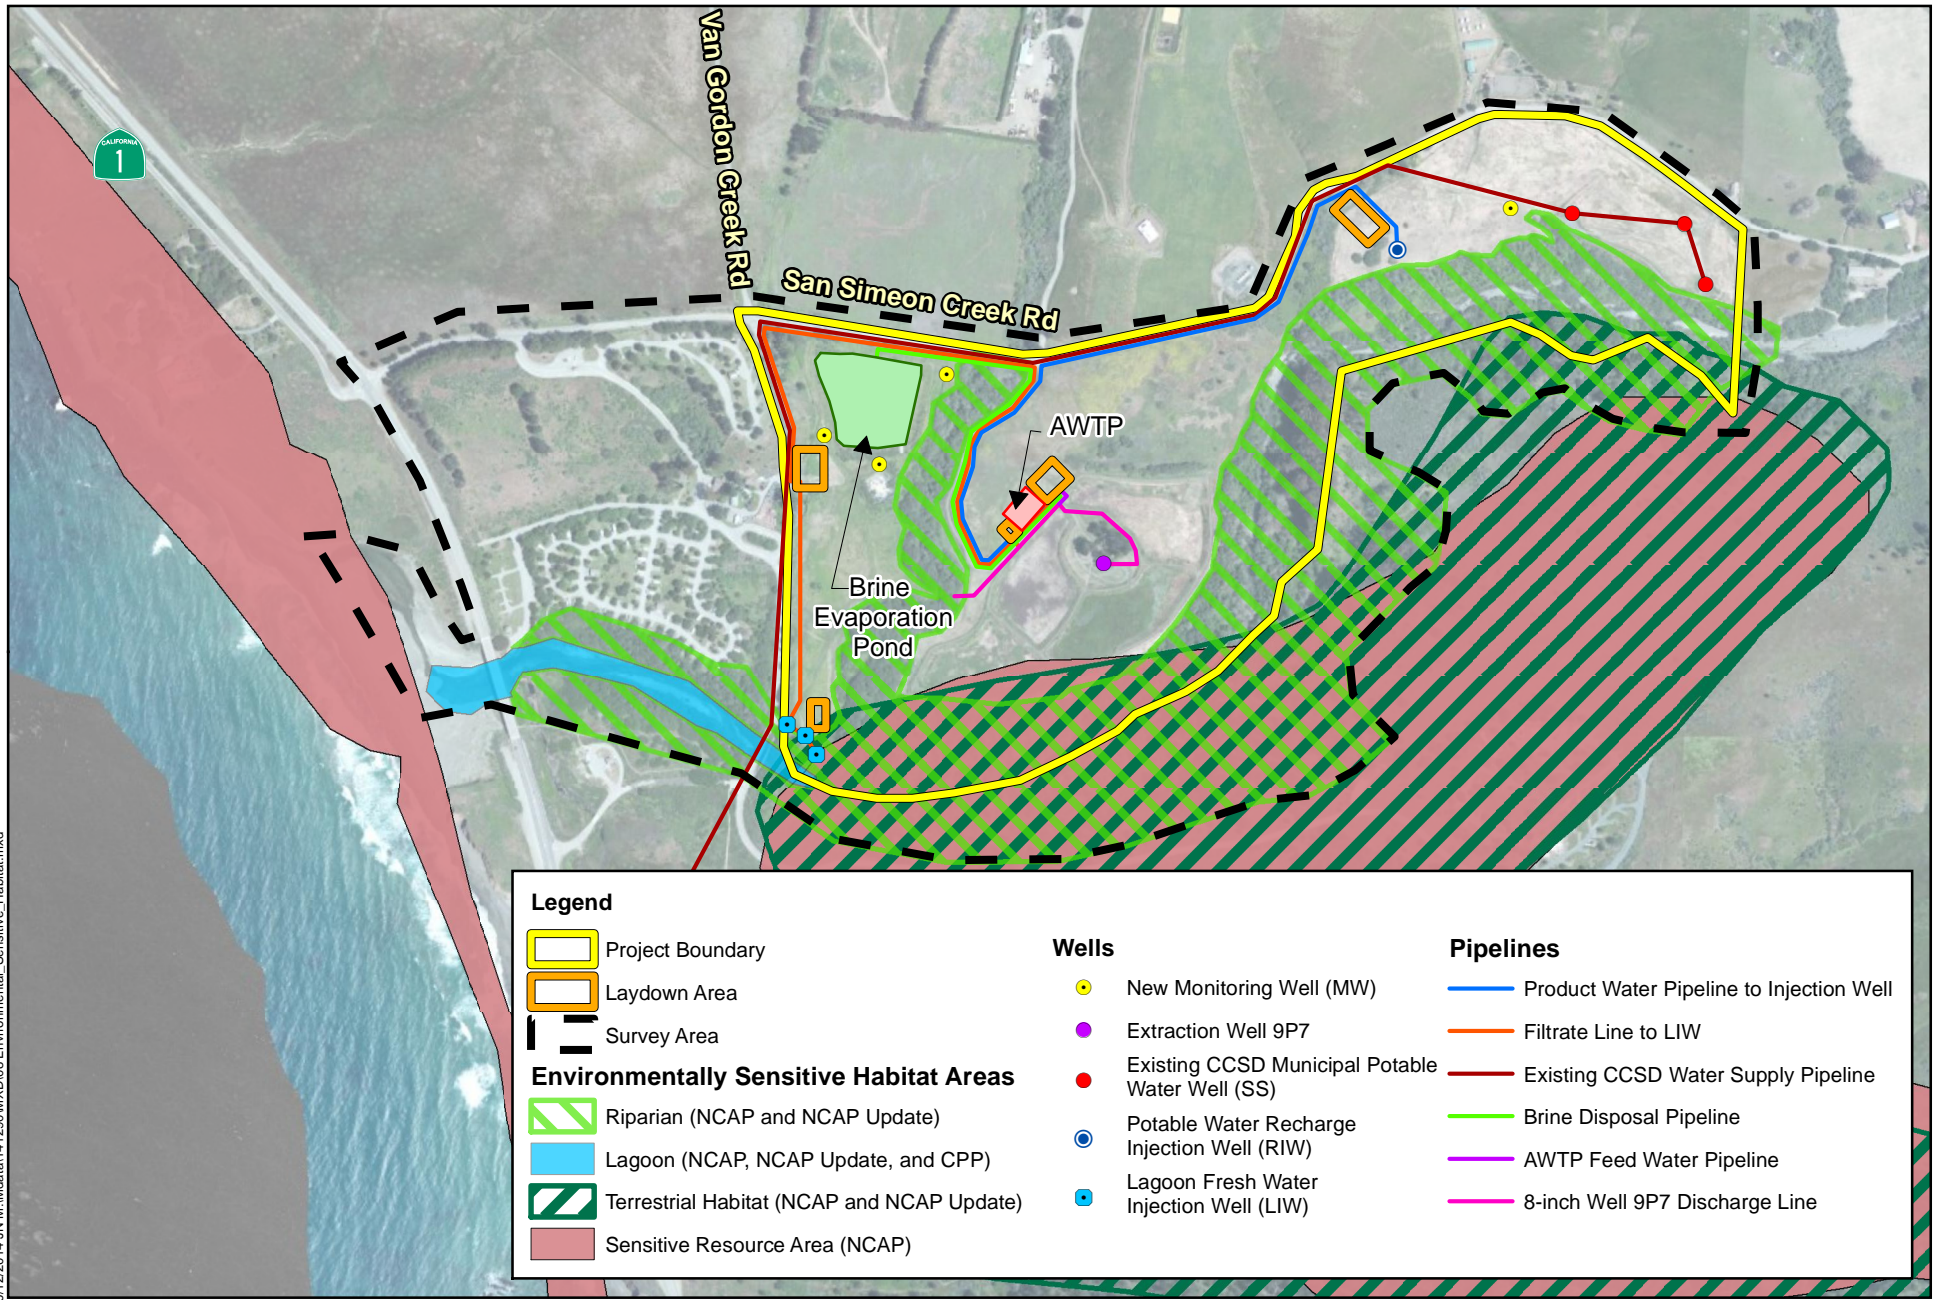 Van Gordon Creek Rd
CALIFORNIA
1
San Simeon Creek Rd
AWTP
Brine
Evaporation
Pond
Legend
Project Boundary
Laydown Area
Survey Area
Environmentally Sensitive Habitat Areas
Riparian (NCAP and NCAP Update)
Lagoon (NCAP, NCAP Update, and CPP)
Terrestrial Habitat (NCAP and NCAP Update)
Sensitive Resource Area (NCAP)
Wells
New Monitoring Well (MW)
Extraction Well 9P7
Existing CCSD Municipal Potable
Water Well (SS)
Potable Water Recharge
Injection Well (RIW)
Lagoon Fresh Water
Injection Well (LIW)
Pipelines
Product Water Pipeline to Injection Well
Filtrate Line to LIW
Existing CCSD Water Supply Pipeline
Brine Disposal Pipeline
AWTP Feed Water Pipeline
8-inch Well 9P7 Discharge Line